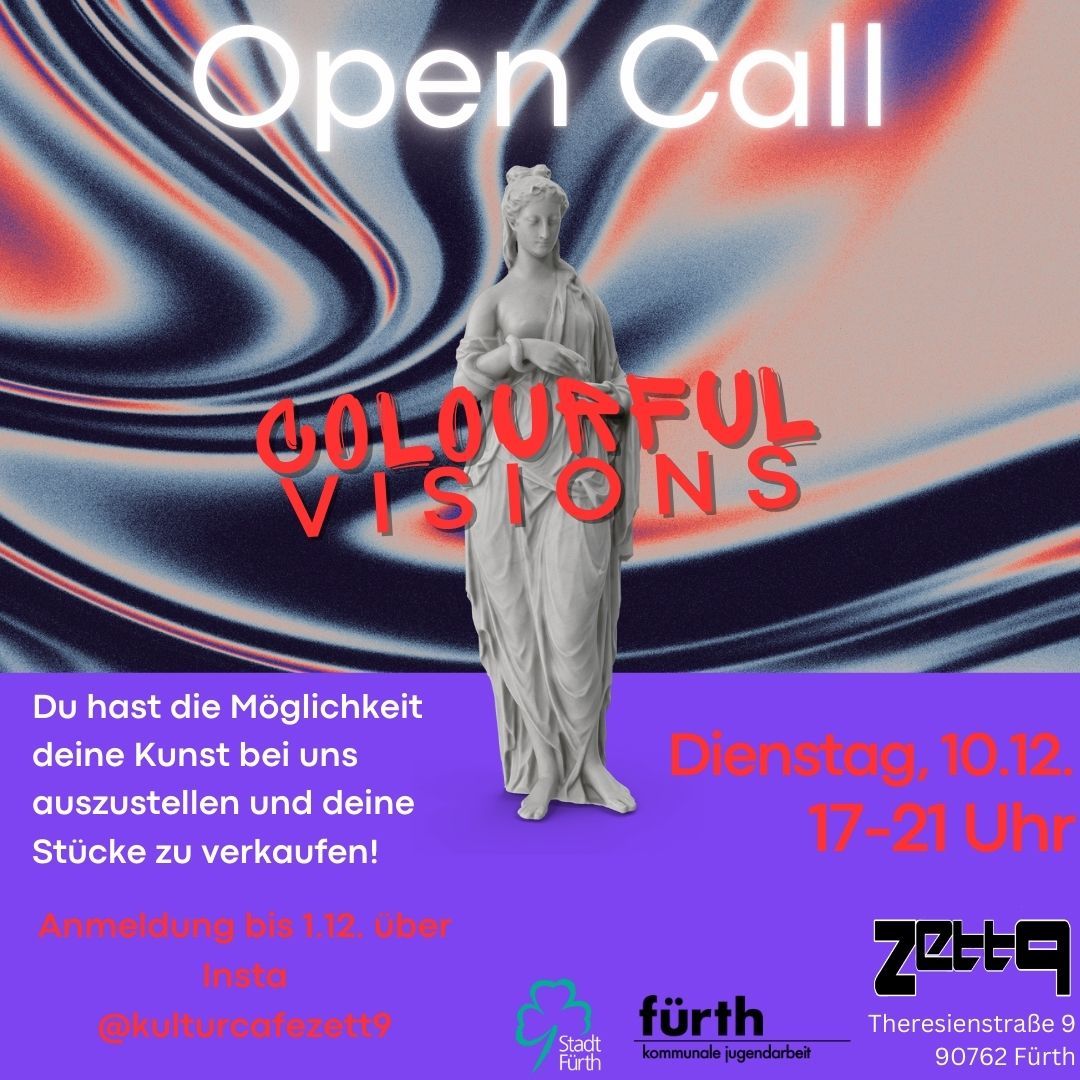 Open Call
COLOURFUL
VISIONS
Du hast die Möglichkeit
deine Kunst bei uns
auszustellen und deine
Stücke zu verkaufen!
Dienstag, 10.12.
17-21 Uhr
Anmeldung bis 1.12. über
Insta
@kulturcafezett9
Stadt
Fürth
fürth
kommunale jugendarbeit
Zett9
Theresienstraße 9
90762 Fürth